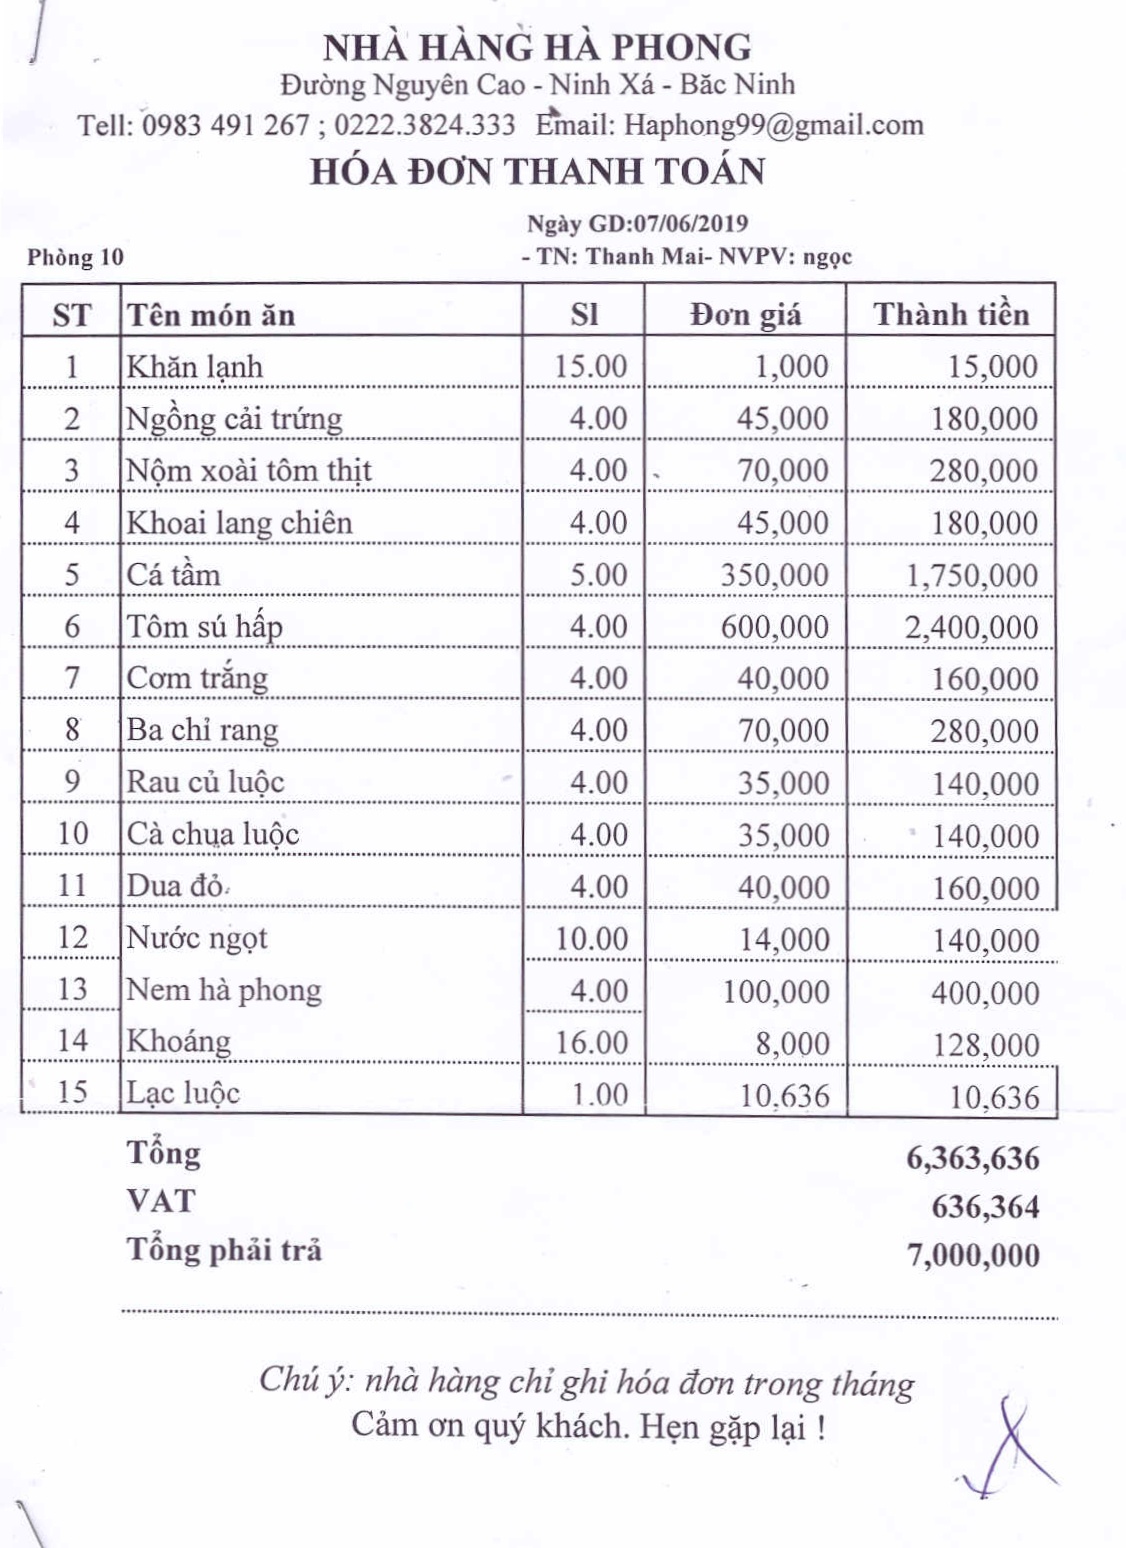 NHÀ HÀNG HÀ PHONG
Đường Nguyên Cao - Ninh Xá - Băc Ninh
Tell: 0983 491 267 ; 0222.3824.333 Email: Haphong99@gmail.com
HÓA ĐƠN THANH TOÁN
Ngày GD:07/06/2019
Phòng 10 - TN: Thanh Mai- NVPV: ngọc
ST Tên món ăn Sl Đơn giá Thành tiền
1 Khăn lạnh 15.00 1,000 15,000
2 Ngồng cải trứng 4.00 45,000 180,000
3 Nộm xoài tôm thịt 4.00 70,000 280,000
4 Khoai lang chiên 4.00 45,000 180,000
5 Cá tầm 5.00 350,000 1,750,000
6 Tôm sú hấp 4.00 600,000 2,400,000
7 Cơm trắng 4.00 40,000 160,000
8 Ba chỉ rang 4.00 70,000 280,000
9 Rau củ luộc 4.00 35,000 140,000
10 Cà chụa luộc 4.00 35,000 140,000
11 Dua đỏ 4.00 40,000 160,000
12 Nước ngọt 10.00 14,000 140,000
13 Nem hà phong 4.00 100,000 400,000
14 Khoáng 16.00 8,000 128,000
15 Lạc luộc 1.00 10,636 10,636
Tổng 6,363,636
VAT 636,364
Tổng phải trả 7,000,000
Chú ý: nhà hàng chỉ ghi hóa đơn trong tháng
Cảm ơn quý khách. Hẹn gặp lại !